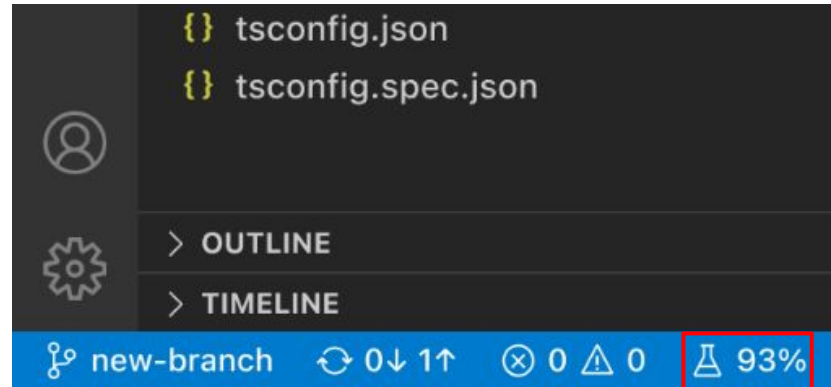 {} tsconfig.json
{} tsconfig.spec.json
> OUTLINE
> TIMELINE
new-branch 0↓ 1↑ 0 0 93%